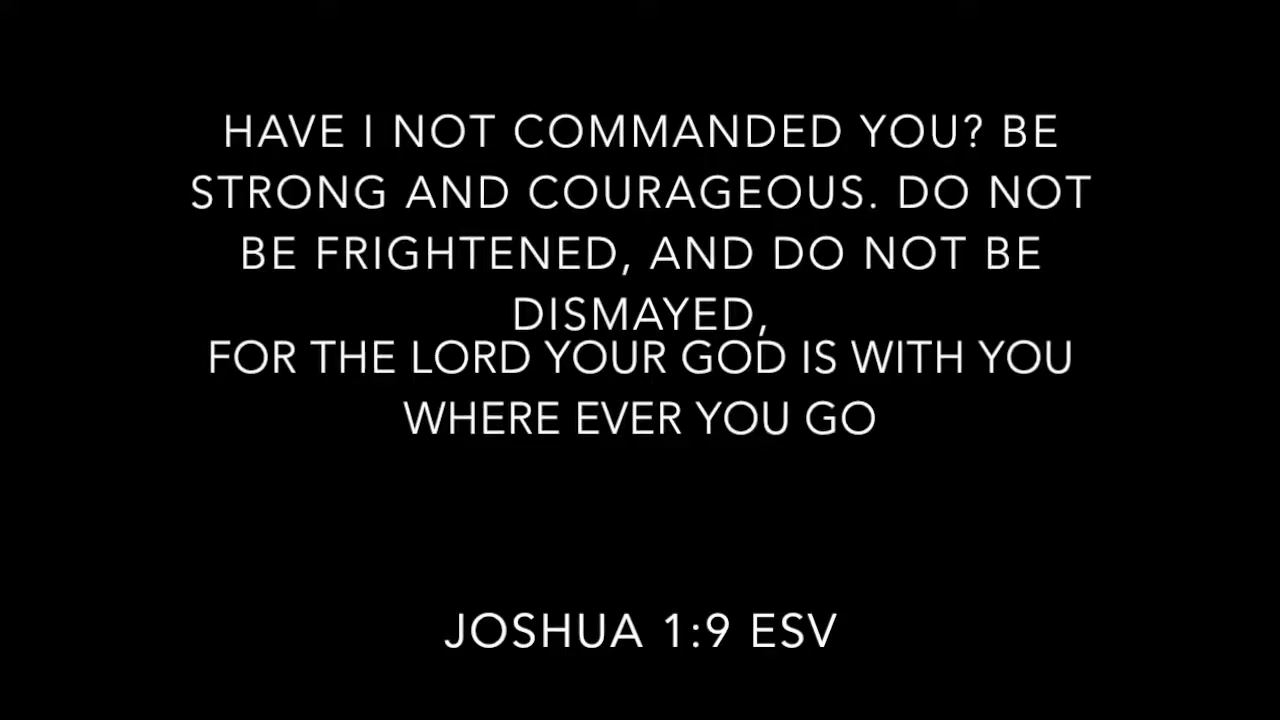 HAVE I NOT COMMANDED YOU? BE
STRONG AND COURAGEOUS. DO NOT
BE FRIGHTENED, AND DO NOT BE
DISMAYED,
FOR THE LORD YOUR GOD IS WITH YOU
WHERE EVER YOU GO
JOSHUA 1:9 ESV